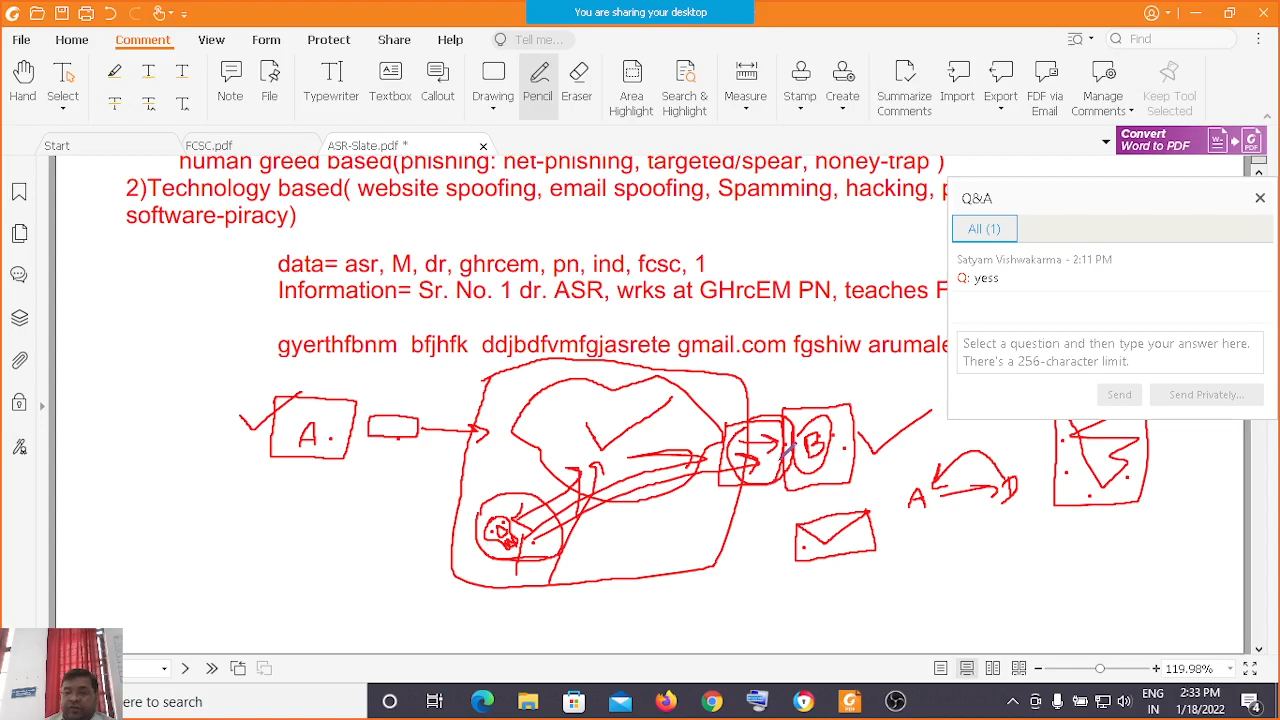 You are sharing your desktop
File Home Comment View Form Protect Share Help Tell me... Find
Hand Select Note File Typewriter Textbox Callout Drawing Pencil Eraser Area Highlight Search & Highlight Measure Stamp Create Summarize Comments Import Export PDF via Email Manage Comments Keep Tool Selected
Start FCSC.pdf ASR-Slate.pdf *
Convert Word to PDF
human greed based(phishing: net-phishing, targeted/spear, honey-trap )
2)Technology based( website spoofing, email spoofing, Spamming, hacking, p
software-piracy)
data= asr, M, dr, ghrcem, pn, ind, fcsc, 1
Information= Sr. No. 1 dr. ASR, wrks at GHrcEM PN, teaches F
gyerthfbnm bfjhfk ddjbdfvmfgjasrete gmail.com fgshiw arumale
Q&A
All (1)
Satyam Vishwakarma - 2:11 PM
Q: yess
Select a question and then type your answer here.
There's a 256-character limit.
Send Send Privately...
A B
A
119.98%
here to search
ENG 2:33 PM
IN 1/18/2022
4